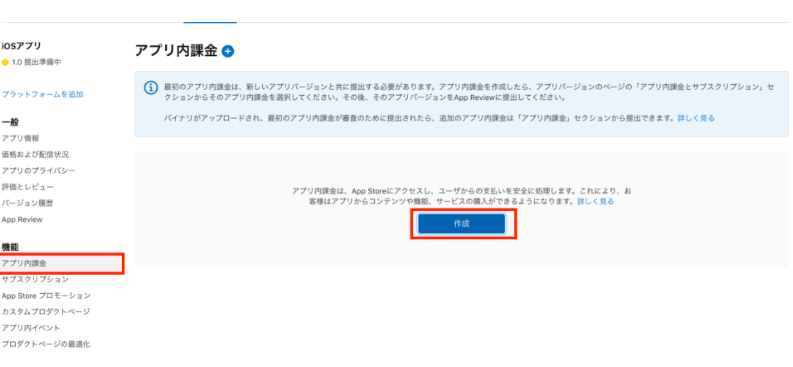 iOSアプリ
1.0 提出準備中
プラットフォームを追加
一般
アプリ情報
価格および配信状況
アプリのプライバシー
評価とレビュー
バージョン履歴
App Review
機能
アプリ内課金
サブスクリプション
App Store プロモーション
カスタムプロダクトページ
アプリ内イベント
プロダクトページの最適化
アプリ内課金
最初のアプリ内課金は、新しいアプリバージョンと共に提出する必要があります。アプリ内課金を作成したら、アプリバージョンのページの「アプリ内課金とサブスクリプション」セ
クションからそのアプリ内課金を選択してください。その後、そのアプリバージョンをApp Reviewに提出してください。
バイナリがアップロードされ、最初のアプリ内課金が審査のために提出されたら、追加のアプリ内課金は「アプリ内課金」セクションから提出できます。詳しく見る
アプリ内課金は、App Storeにアクセスし、ユーザからの支払いを安全に処理します。これにより、お
客様はアプリからコンテンツや機能、サービスの購入ができるようになります。詳しく見る
作成